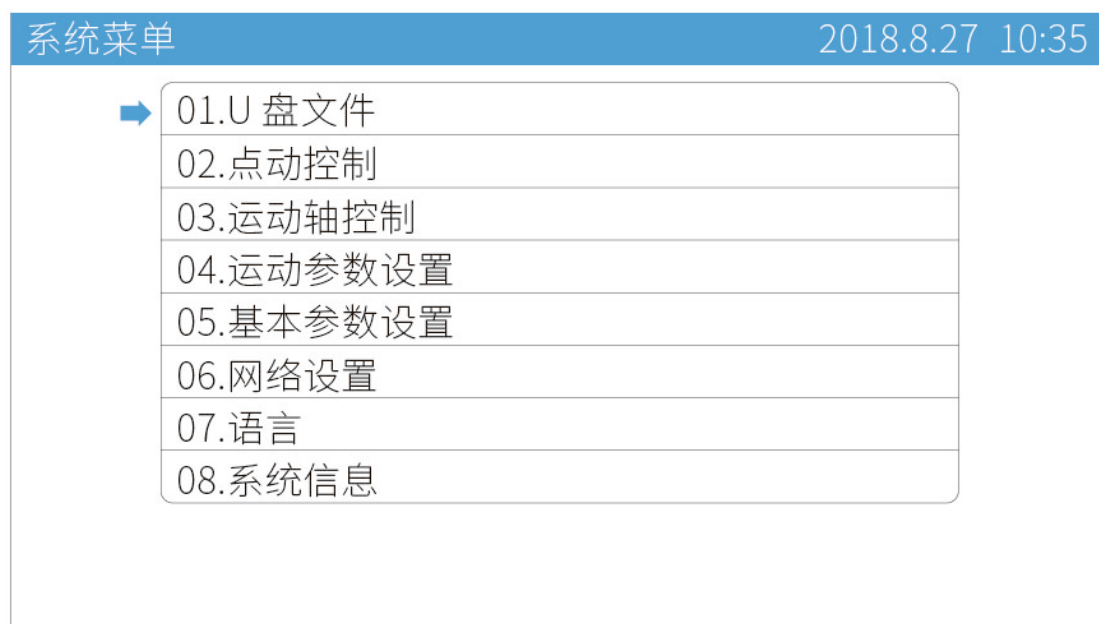 系统菜单 2018.8.27 10:35
01.U 盘文件
02.点动控制
03.运动轴控制
04.运动参数设置
05.基本参数设置
06.网络设置
07.语言
08.系统信息